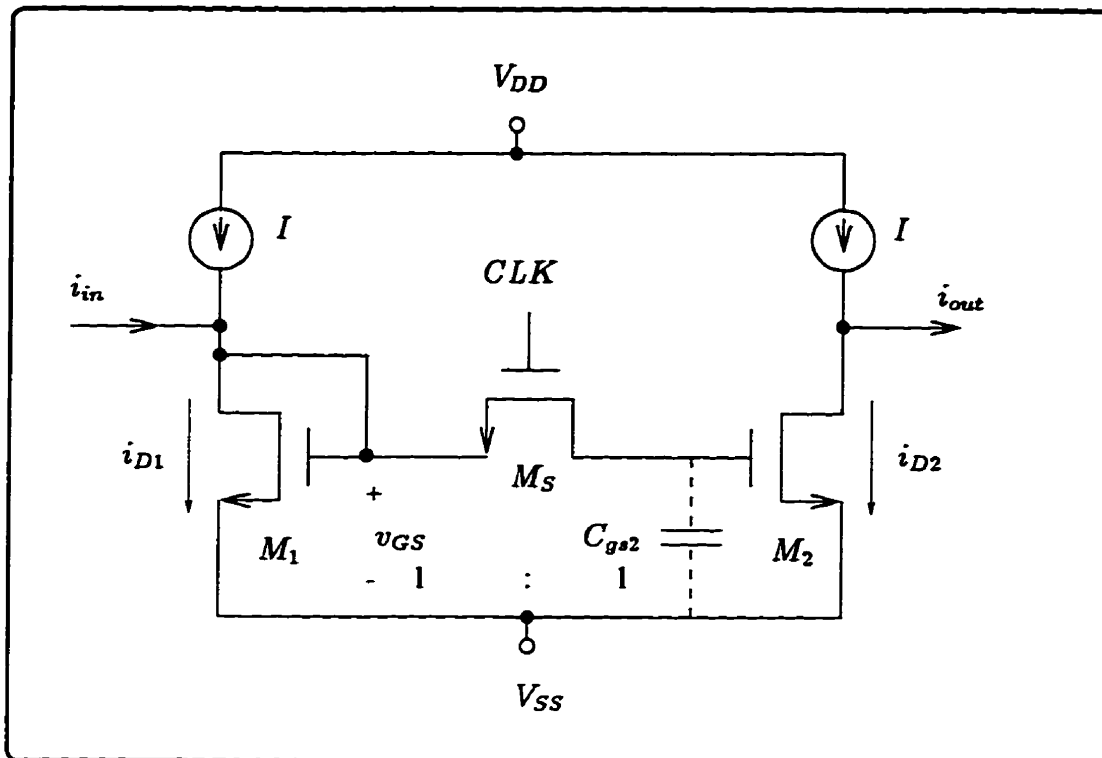 V_DD
I
I
CLK
i_in
i_out
i_D1
M_S
i_D2
+
M_1
v_GS
C_gs2
M_2
- 1 : 1
V_SS